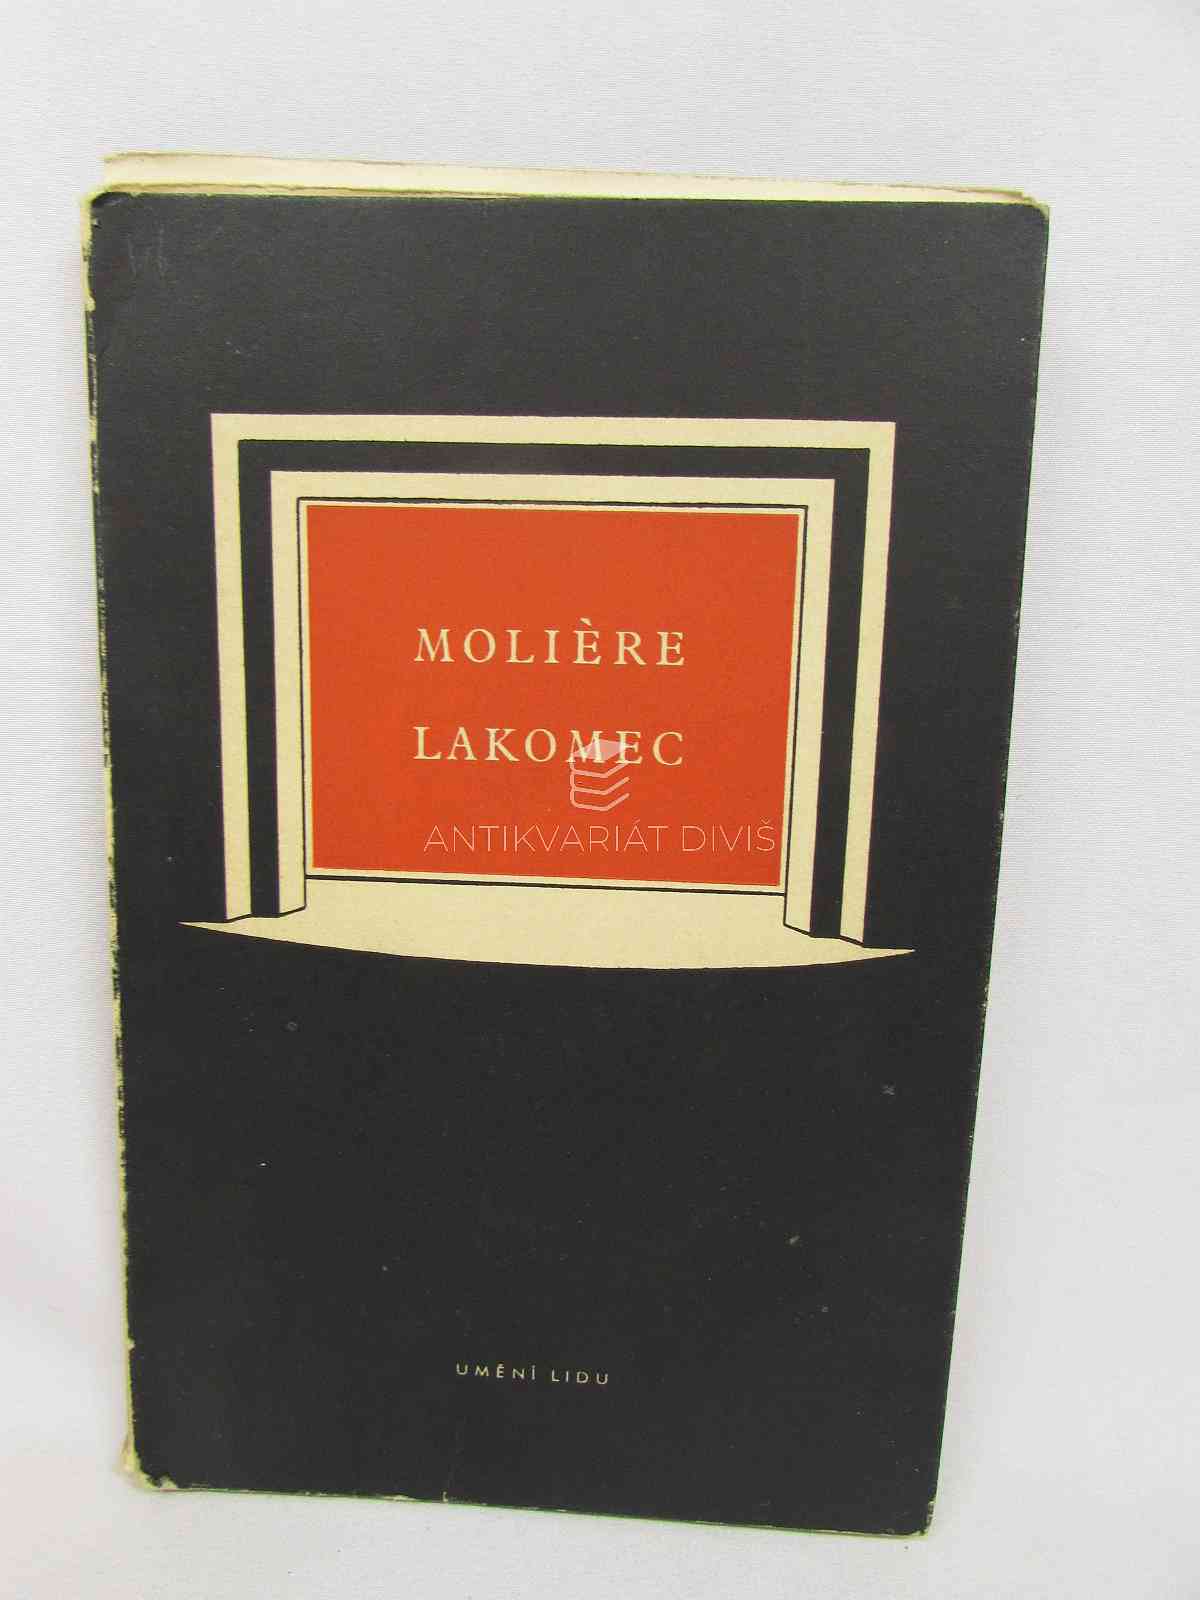 MOLIÈRE
LAKOMEC
ANTIKVARIÁT DIVIŠ
UMĚNÍ LIDU